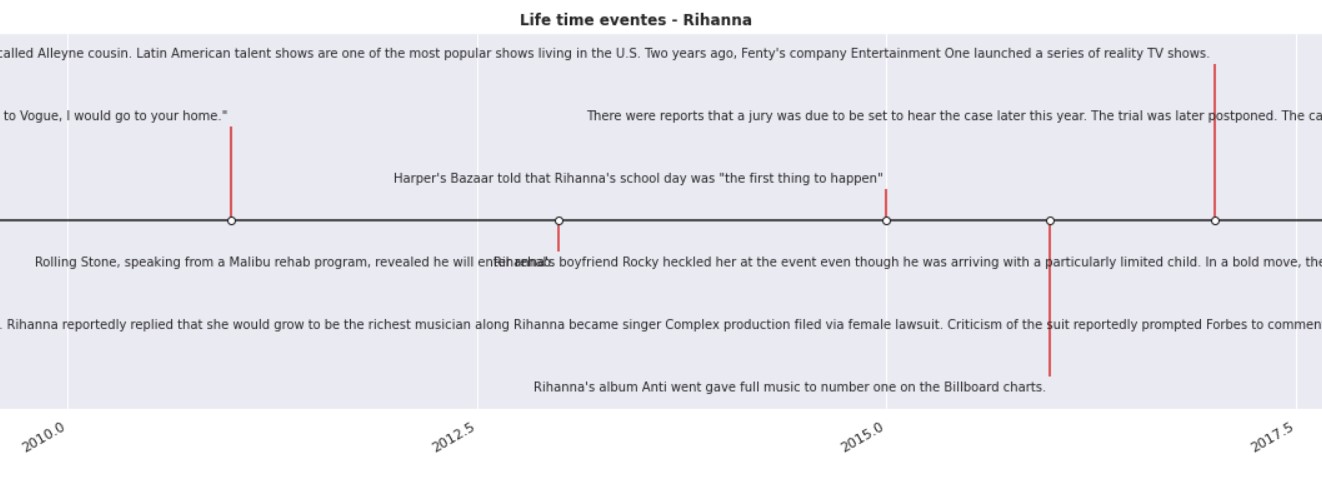 Life time eventes - Rihanna
called Alleyne cousin. Latin American talent shows are one of the most popular shows living in the U.S. Two years ago, Fenty's company Entertainment One launched a series of reality TV shows.
to Vogue, I would go to your home."
There were reports that a jury was due to be set to hear the case later this year. The trial was later postponed. The ca
Harper's Bazaar told that Rihanna's school day was "the first thing to happen"
Rolling Stone, speaking from a Malibu rehab program, revealed he will enter rehab.
Rihanna's boyfriend Rocky heckled her at the event even though he was arriving with a particularly limited child. In a bold move, the
. Rihanna reportedly replied that she would grow to be the richest musician along Rihanna became singer Complex production filed via female lawsuit. Criticism of the suit reportedly prompted Forbes to commen
Rihanna's album Anti went gave full music to number one on the Billboard charts.
2010.0
2012.5
2015.0
2017.5